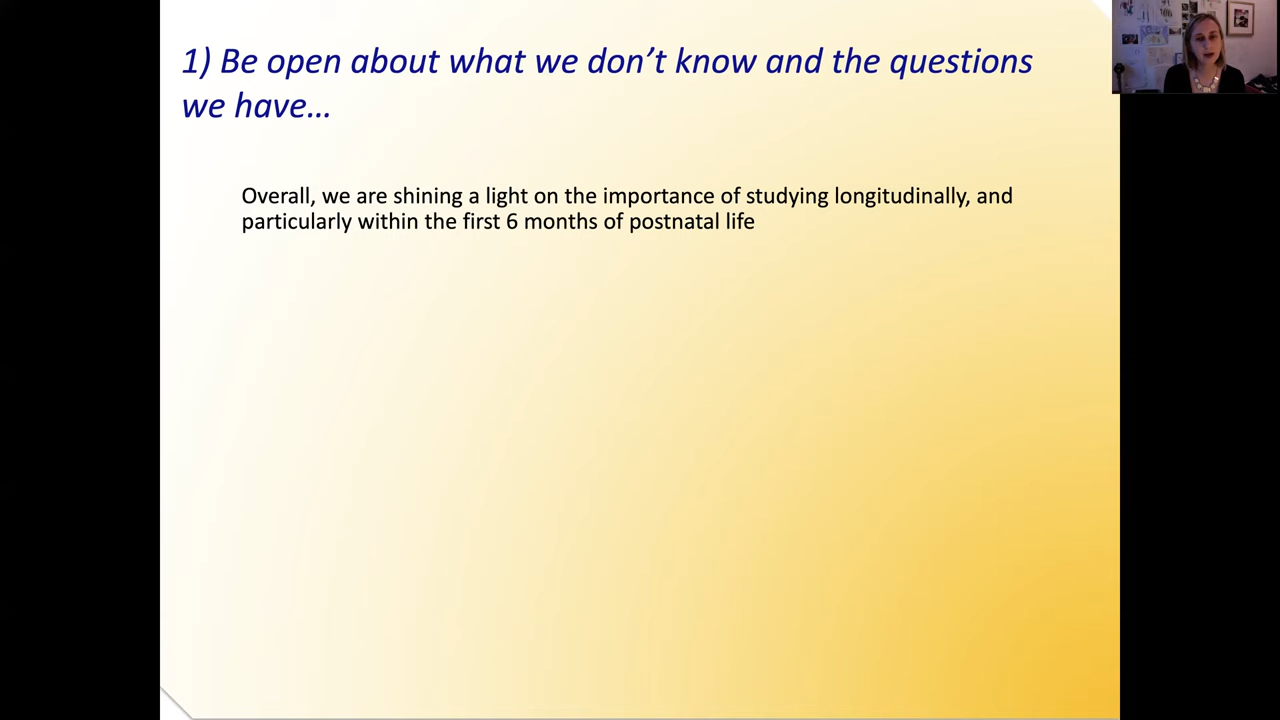 1) Be open about what we don’t know and the questions
we have…
Overall, we are shining a light on the importance of studying longitudinally, and
particularly within the first 6 months of postnatal life